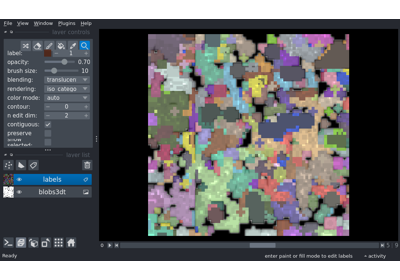 File View Window Plugins Help
layer controls
label: 1
opacity: 0.70
brush size: 10
blending: translucen
rendering: iso_catego
color mode: auto
contour: 0
n edit dim: 2
contiguous:
preserve
show
selected:
layer list
labels
blobs3dt
Ready
enter paint or fill mode to edit labels
activity